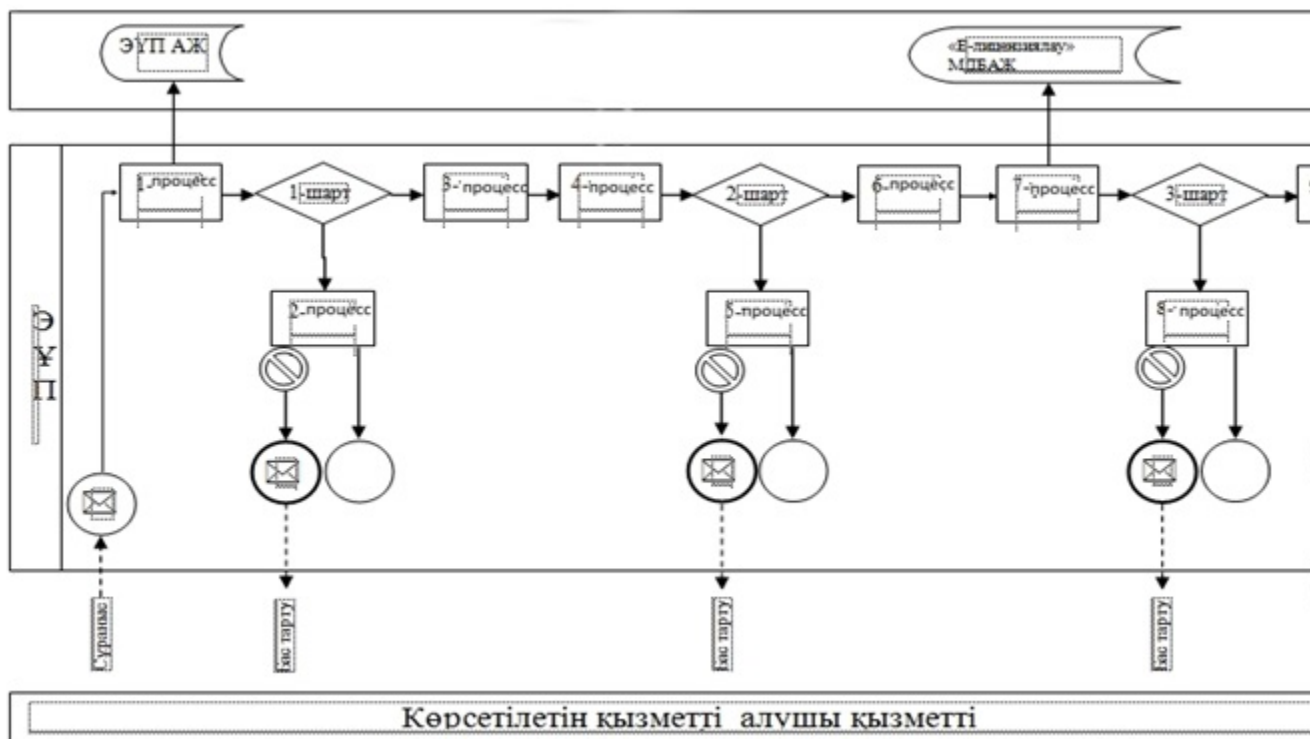 ЭҮП АЖ
«Е-лицензиялау»
МДБАЖ
1-процесс
1-шарт
3-процесс
4-процесс
2-шарт
6-процесс
7-процесс
3-шарт
2-процесс
5-процесс
8-процесс
ӘҰП
Сұраныс
Бас тарту
Бас тарту
Бас тарту
Көрсетілетін қызметті алушы қызметті